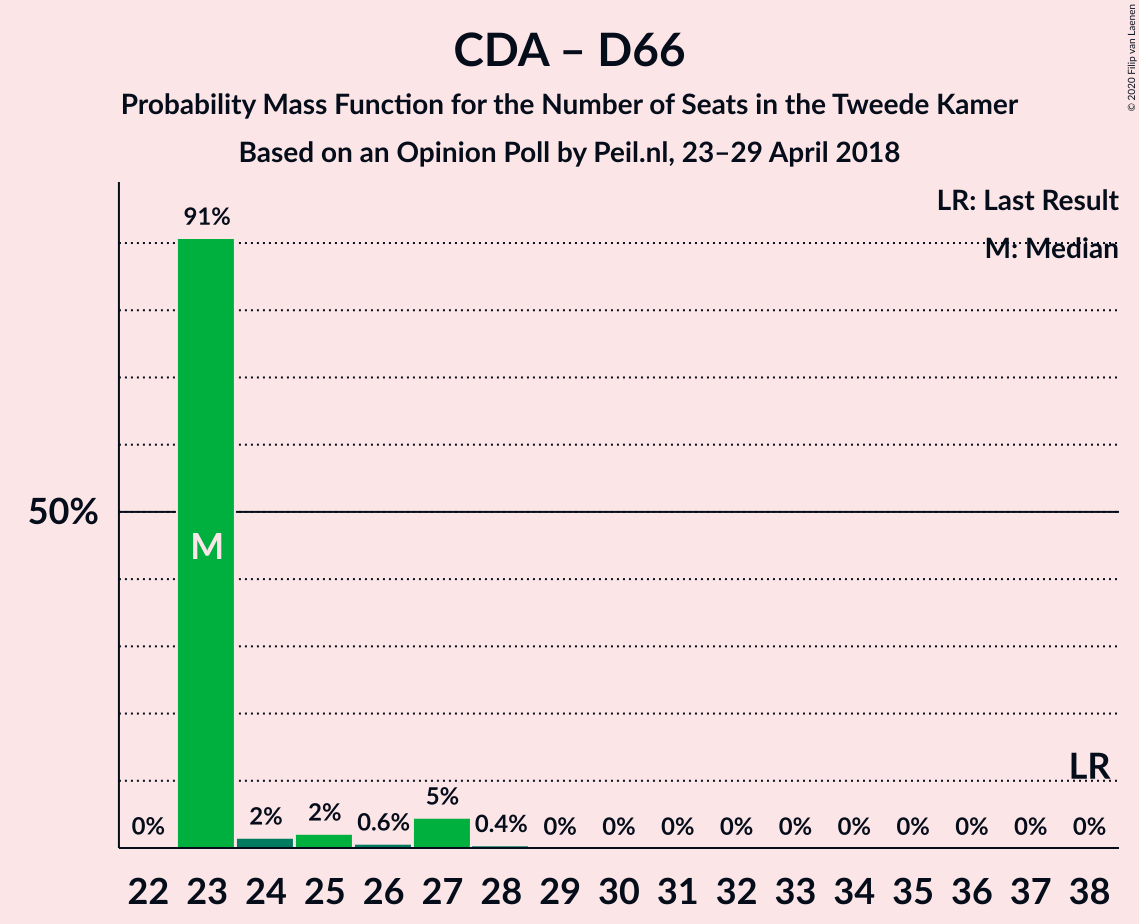 CDA – D66
Probability Mass Function for the Number of Seats in the Tweede Kamer
Based on an Opinion Poll by Peil.nl, 23–29 April 2018
© 2020 Filip van Laenen
LR: Last Result
M: Median
50%
0% 91% 2% 2% 0.6% 5% 0.4% 0% 0% 0% 0% 0% 0% 0% 0% 0% 0%
M
LR
22 23 24 25 26 27 28 29 30 31 32 33 34 35 36 37 38